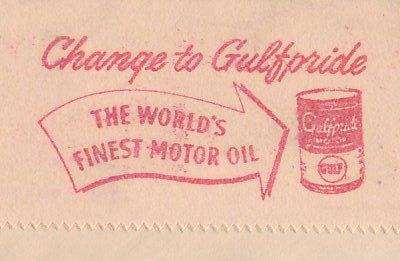 Change to Gulfpride
THE WORLD'S
FINEST MOTOR OIL
Gulfpride
GULF